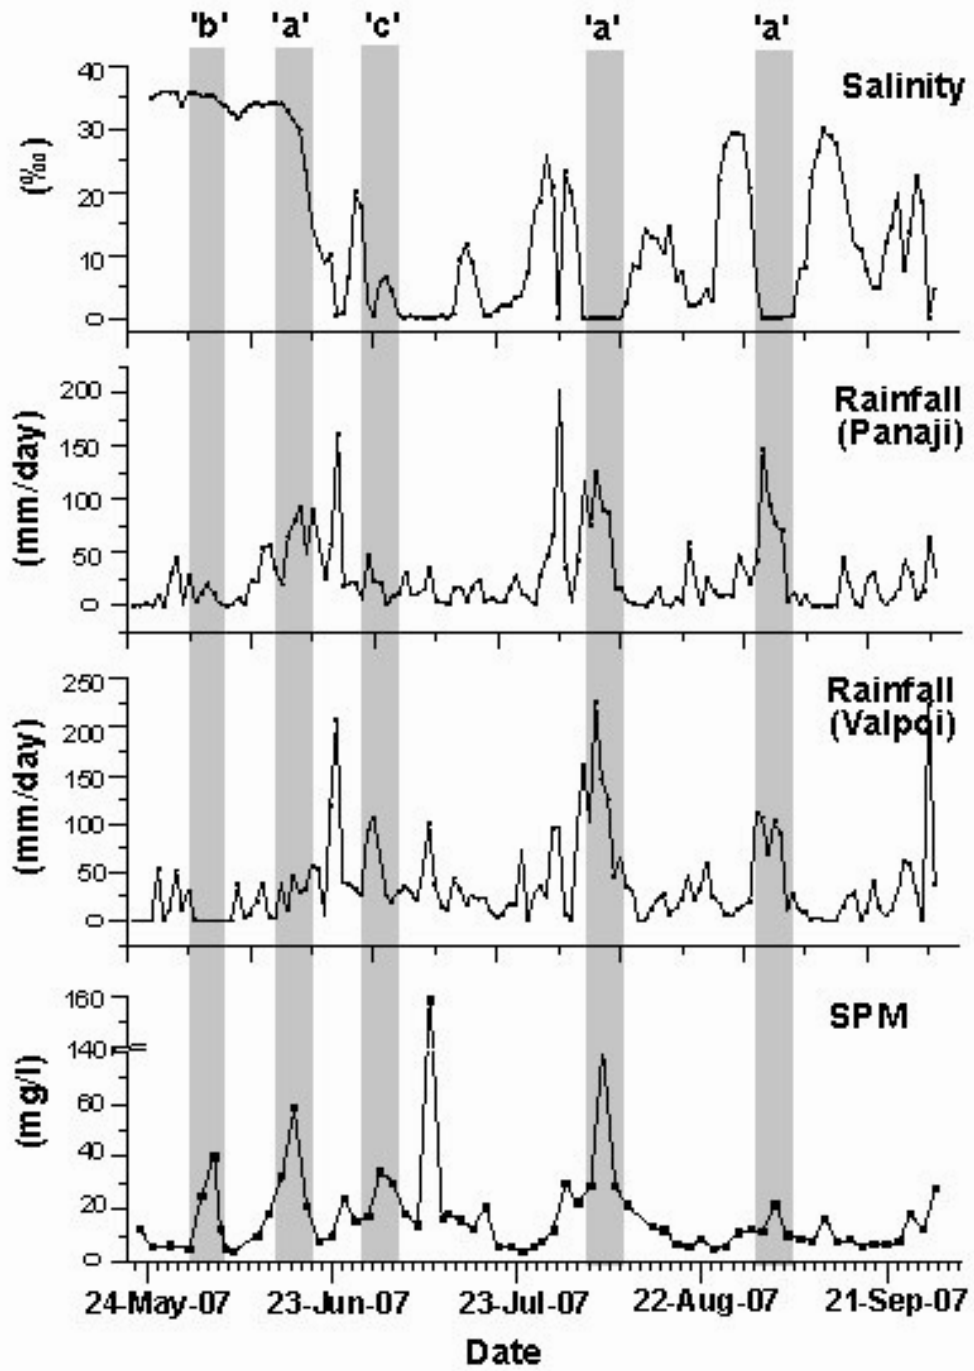 'b' 'a' 'c' 'a' 'a'
Salinity
40
30
20
10
0
(‰)
Rainfall
(Panaji)
200
150
100
50
0
(mm/day)
Rainfall
(Valpoi)
250
200
150
100
50
0
(mm/day)
SPM
160
140
60
40
20
0
(mg/l)
24-May-07 23-Jun-07 23-Jul-07 22-Aug-07 21-Sep-07
Date